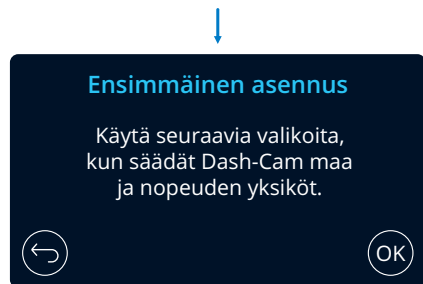 Ensimmäinen asennus
Käytä seuraavia valikoita,
kun säädät Dash-Cam maa
ja nopeuden yksiköt.
OK